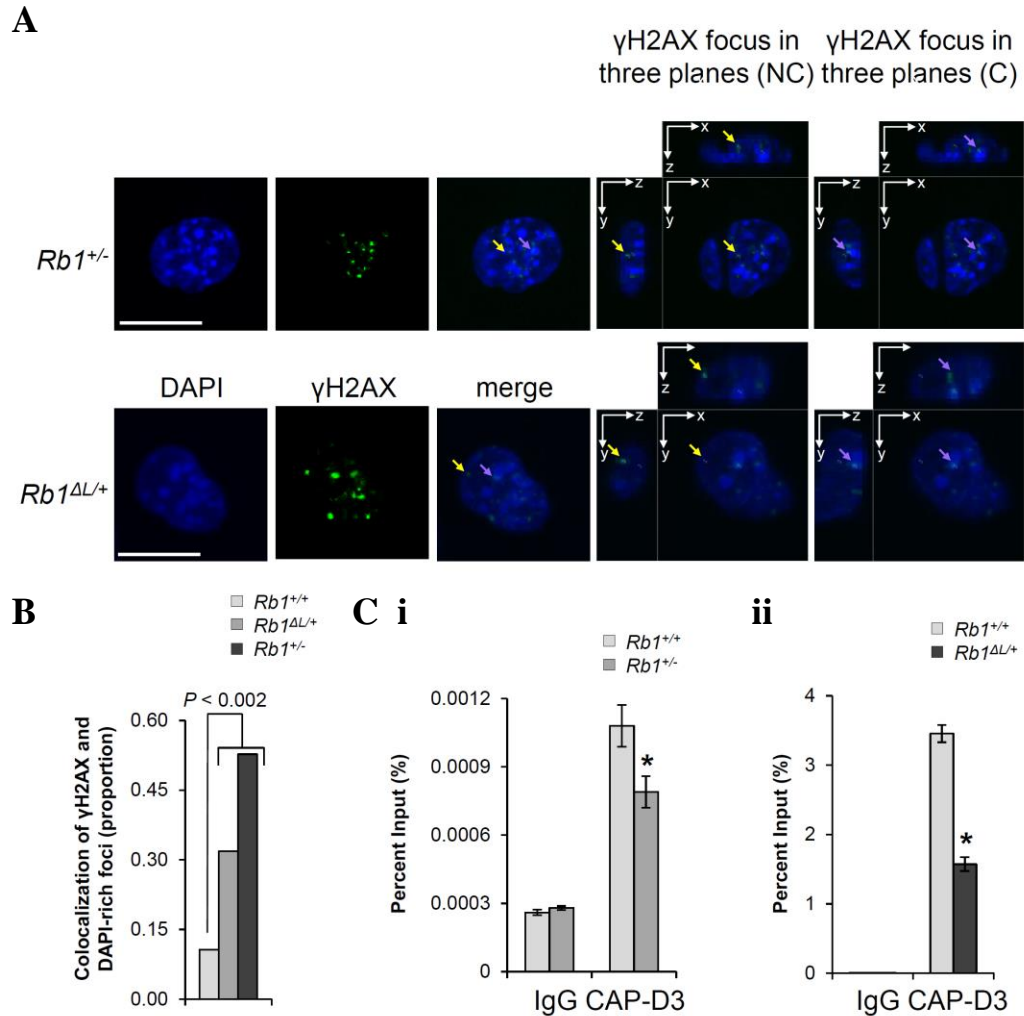 A
γH2AX focus in three planes (NC)
γH2AX focus in three planes (C)
x
z
x
z
z
y
x
y
z
y
x
y
Rb1+/-
z
z
DAPI
γH2AX
merge
z
y
x
y
z
y
x
y
Rb1ΔL/+
B
Rb1+/+
Rb1ΔL/+
Rb1+/-
P < 0.002
Colocalization of γH2AX and
DAPI-rich foci (proportion)
0.60
0.45
0.30
0.15
0.00
C i
Rb1+/+
Rb1+/-
Percent Input (%)
0.0012
0.0009
0.0006
0.0003
0
*
IgG CAP-D3
ii
Rb1+/+
Rb1ΔL/+
Percent Input (%)
4
3
2
1
0
*
IgG CAP-D3